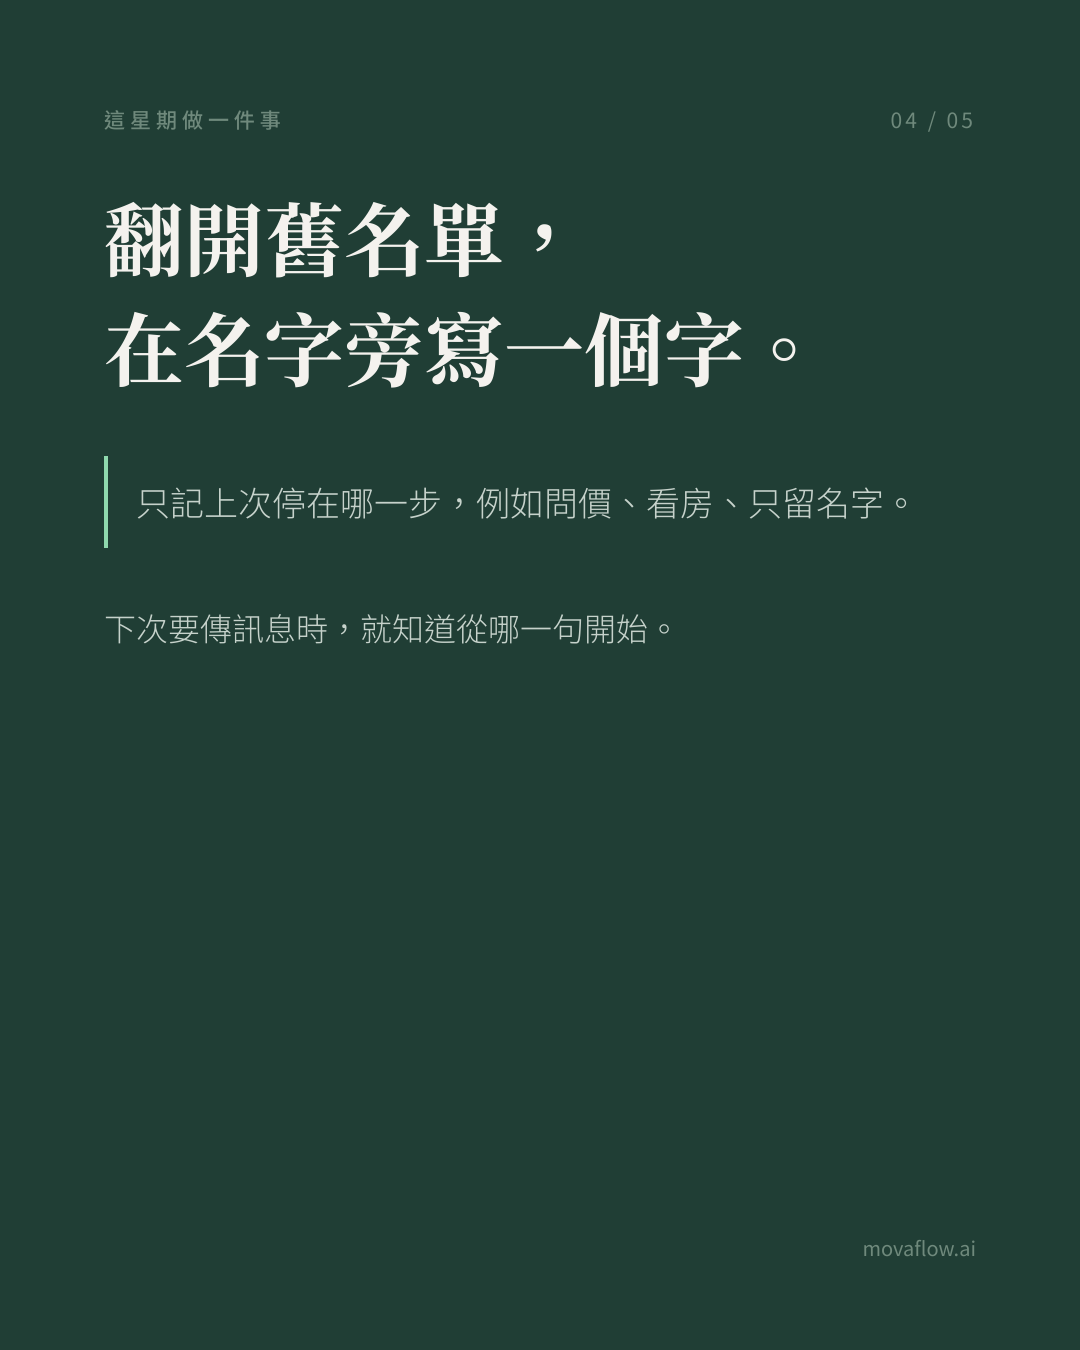 這星期做一件事
04 / 05
翻開舊名單，
在名字旁寫一個字。
只記上次停在哪一步，例如問價、看房、只留名字。
下次要傳訊息時，就知道從哪一句開始。
movaflow.ai